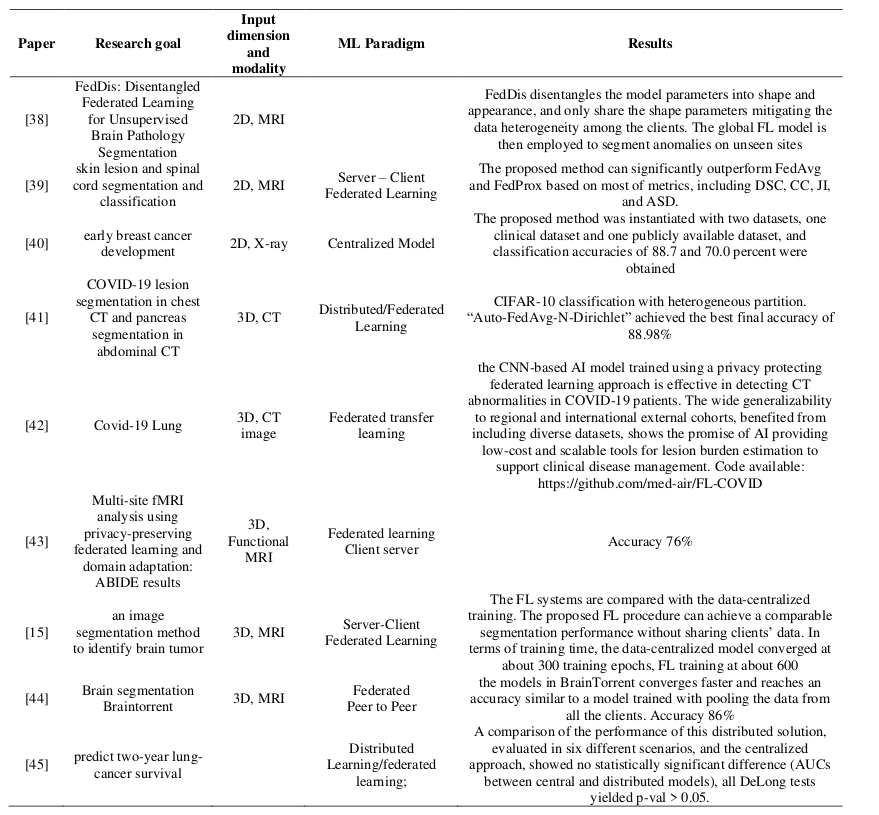 Paper
Research goal
Input
dimension
and
modality
ML Paradigm
Results
[38]
FedDis: Disentangled
Federated Learning
for Unsupervised
Brain Pathology
Segmentation
2D, MRI
FedDis disentangles the model parameters into shape and
appearance, and only share the shape parameters mitigating the
data heterogeneity among the clients. The global FL model is
then employed to segment anomalies on unseen sites
[39]
skin lesion and spinal
cord segmentation and
classification
2D, MRI
Server – Client
Federated Learning
The proposed method can significantly outperform FedAvg
and FedProx based on most of metrics, including DSC, CC, JI,
and ASD.
[40]
early breast cancer
development
2D, X-ray
Centralized Model
The proposed method was instantiated with two datasets, one
clinical dataset and one publicly available dataset, and
classification accuracies of 88.7 and 70.0 percent were
obtained
[41]
COVID-19 lesion
segmentation in chest
CT and pancreas
segmentation in
abdominal CT
3D, CT
Distributed/Federated
Learning
CIFAR-10 classification with heterogeneous partition.
“Auto-FedAvg-N-Dirichlet” achieved the best final accuracy of
88.98%
[42]
Covid-19 Lung
3D, CT
image
Federated transfer
learning
the CNN-based AI model trained using a privacy protecting
federated learning approach is effective in detecting CT
abnormalities in COVID-19 patients. The wide generalizability
to regional and international external cohorts, benefited from
including diverse datasets, shows the promise of AI providing
low-cost and scalable tools for lesion burden estimation to
support clinical disease management. Code available:
https://github.com/med-air/FL-COVID
[43]
Multi-site fMRI
analysis using
privacy-preserving
federated learning and
domain adaptation:
ABIDE results
3D,
Functional
MRI
Federated learning
Client server
Accuracy 76%
[15]
an image
segmentation method
to identify brain tumor
3D, MRI
Server-Client
Federated Learning
The FL systems are compared with the data-centralized
training. The proposed FL procedure can achieve a comparable
segmentation performance without sharing clients’ data. In
terms of training time, the data-centralized model converged at
about 300 training epochs, FL training at about 600
[44]
Brain segmentation
Braintorrent
3D, MRI
Federated
Peer to Peer
the models in BrainTorrent converges faster and reaches an
accuracy similar to a model trained with pooling the data from
all the clients. Accuracy 86%
[45]
predict two-year lung-
cancer survival
Distributed
Learning/federated
learning;
A comparison of the performance of this distributed solution,
evaluated in six different scenarios, and the centralized
approach, showed no statistically significant difference (AUCs
between central and distributed models), all DeLong tests
yielded p-val > 0.05.